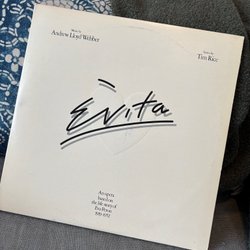 Music by
Andrew Lloyd Webber
Lyrics by
Tim Rice
Evita
An opera
based on
the life story of
Eva Peron
1919-1952